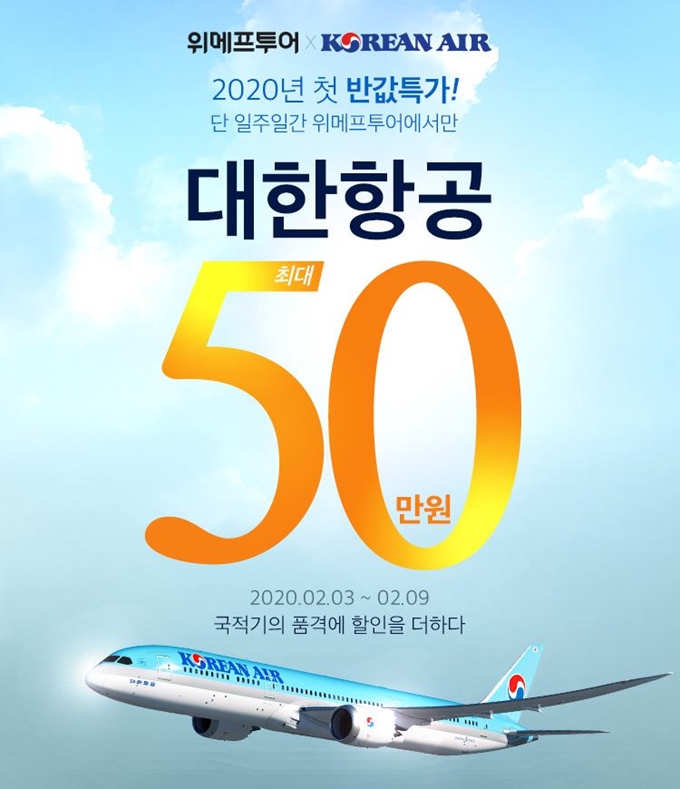 위메프투어 x KOREAN AIR
2020년 첫 반값특가!
단 일주일간 위메프투어에서만
대한항공
최대
50
만원
2020.02.03 ~ 02.09
국적기의 품격에 할인을 더하다
KOREAN AIR
대한항공